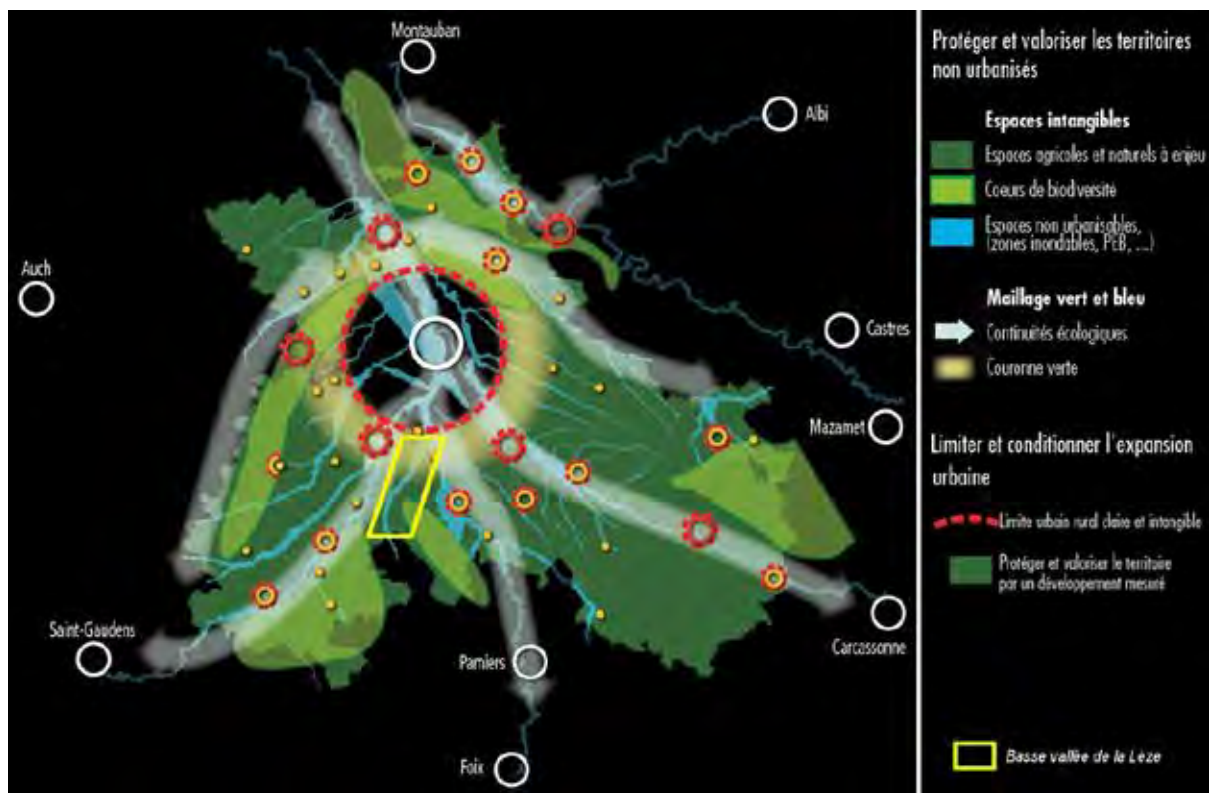 Montauban
Albi
Auch
Castres
Mazamet
Saint-Gaudens
Pamiers
Carcassonne
Foix
Protéger et valoriser les territoires
non urbanisés
Espaces intangibles
Espaces agricoles et naturels à enjeu
Coeurs de biodiversité
Espaces non urbanisables,
(zones inondables, PEB, ...)
Maillage vert et bleu
Continuités écologiques
Couronne verte
Limiter et conditionner l'expansion
urbaine
Limite urbain rural claire et intangible
Protéger et valoriser le territoire
par un développement mesuré
Basse vallée de la Lèze